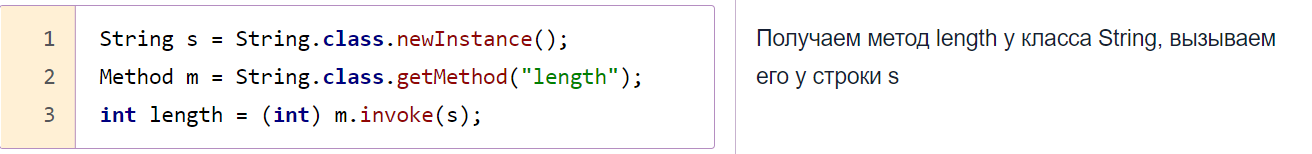 1 String s = String.class.newInstance();
2 Method m = String.class.getMethod("length");
3 int length = (int) m.invoke(s);
Получаем метод length у класса String, вызываем
его у строки s